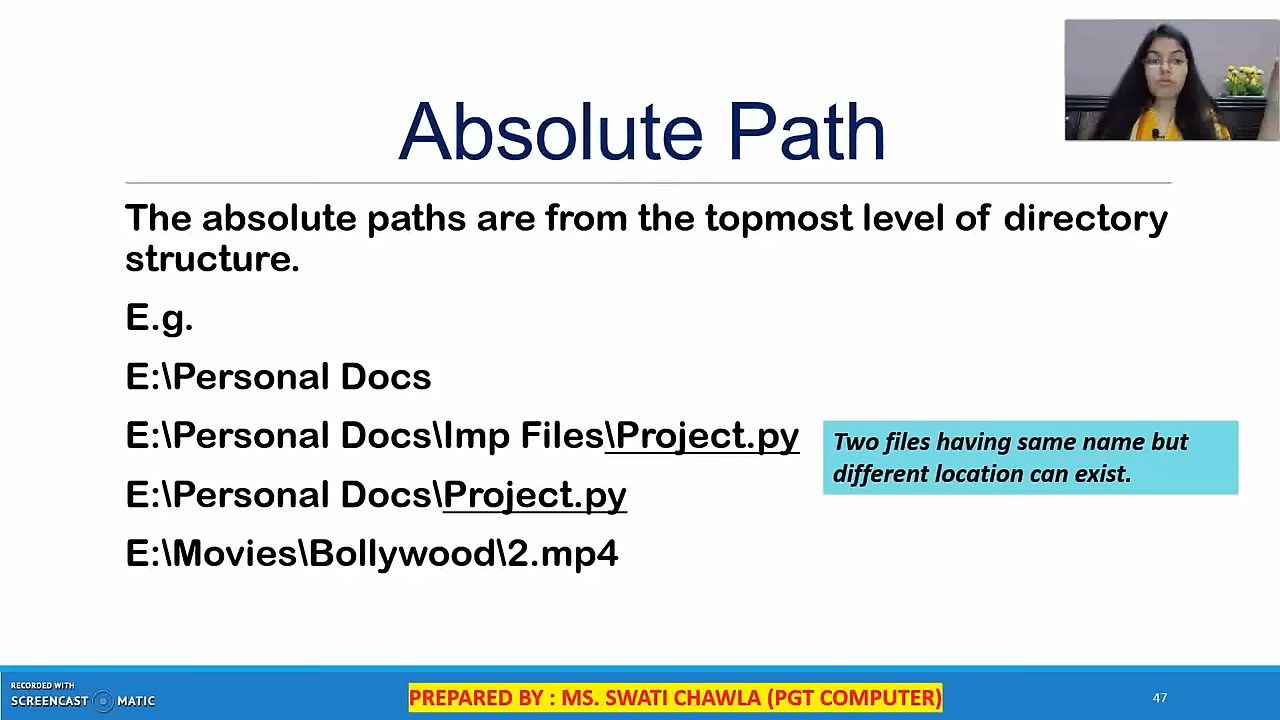 Absolute Path
The absolute paths are from the topmost level of directory
structure.
E.g.
E:\Personal Docs
E:\Personal Docs\Imp Files\Project.py
Two files having same name but
different location can exist.
E:\Personal Docs\Project.py
E:\Movies\Bollywood\2.mp4
RECORDED WITH
SCREENCAST MATIC
PREPARED BY : MS. SWATI CHAWLA (PGT COMPUTER)
47